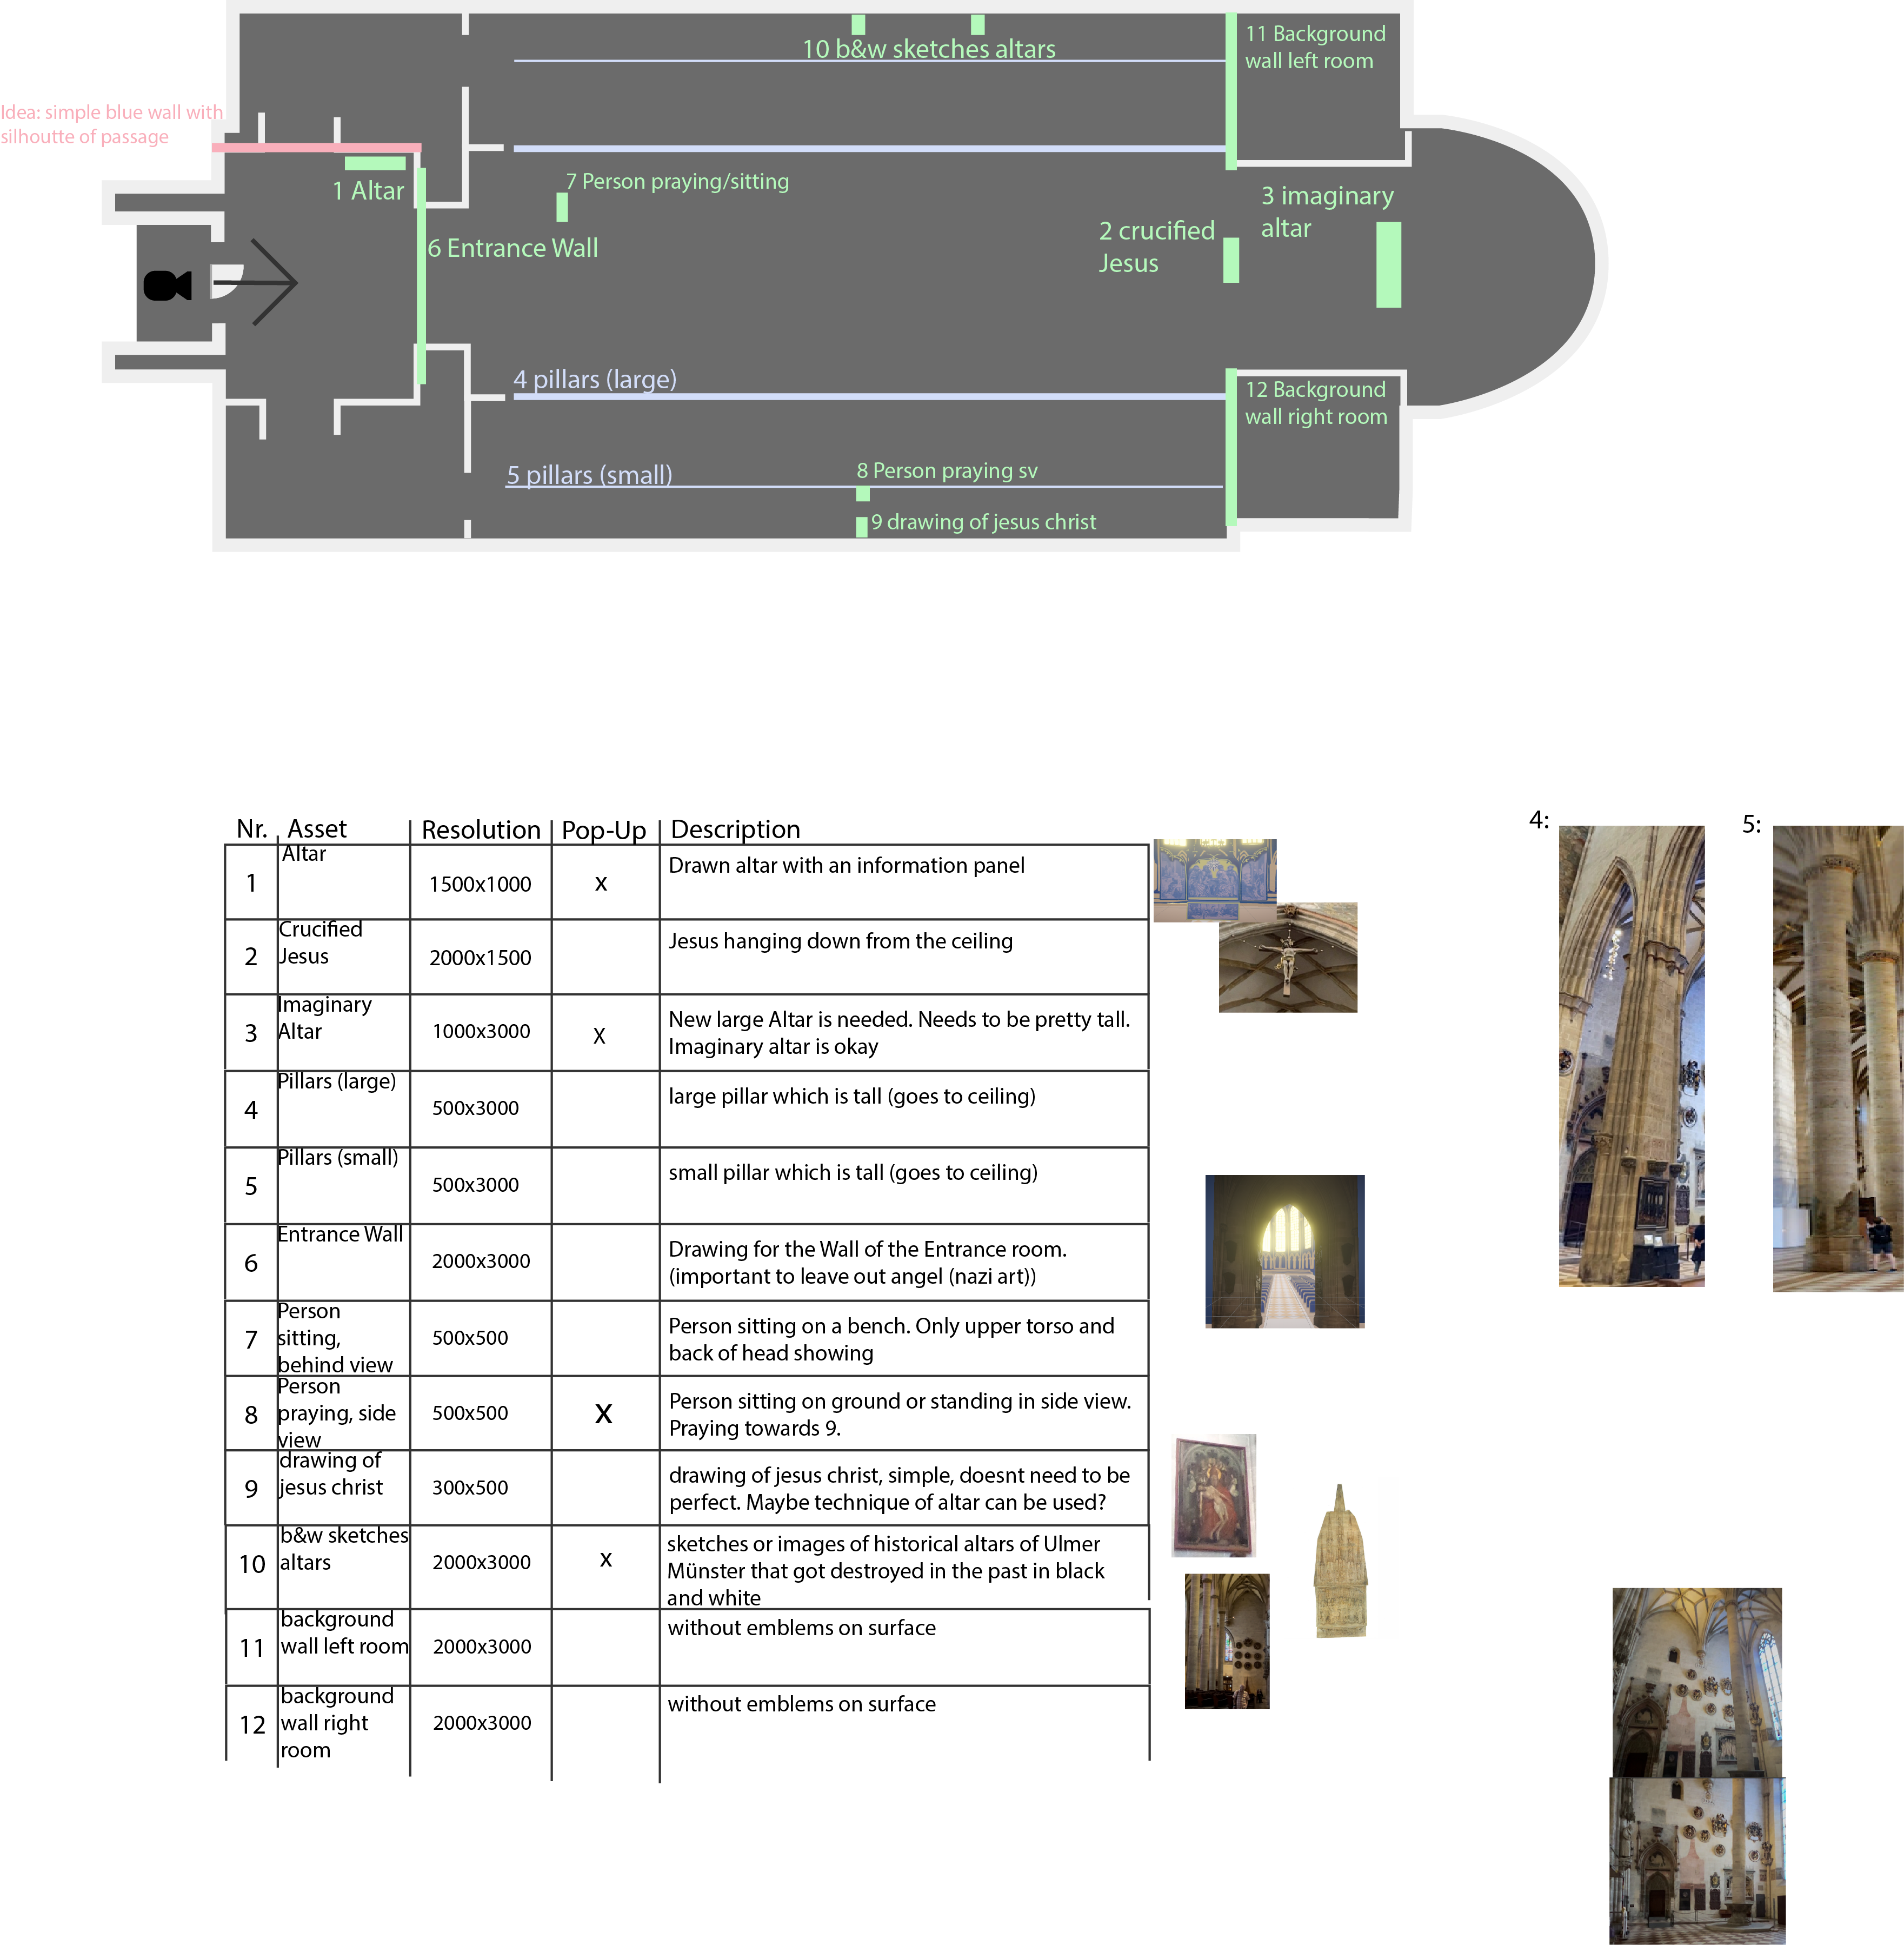 10 b&w sketches altars
11 Background
wall left room
Idea: simple blue wall with
silhoutte of passage
1 Altar
7 Person praying/sitting
6 Entrance Wall
2 crucified
Jesus
3 imaginary
altar
4 pillars (large)
12 Background
wall right room
5 pillars (small)
8 Person praying sv
9 drawing of jesus christ
Nr. Asset Resolution Pop-Up Description
1 Altar 1500x1000 x Drawn altar with an information panel
2 Crucified
Jesus 2000x1500 Jesus hanging down from the ceiling
3 Imaginary
Altar 1000x3000 x New large Altar is needed. Needs to be pretty tall.
Imaginary altar is okay
4 Pillars (large) 500x3000 large pillar which is tall (goes to ceiling)
5 Pillars (small) 500x3000 small pillar which is tall (goes to ceiling)
6 Entrance Wall 2000x3000 Drawing for the Wall of the Entrance room.
(important to leave out angel (nazi art))
7 Person
sitting,
behind view 500x500 Person sitting on a bench. Only upper torso and
back of head showing
8 Person
praying, side
view 500x500 x Person sitting on ground or standing in side view.
Praying towards 9.
9 drawing of
jesus christ 300x500 drawing of jesus christ, simple, doesnt need to be
perfect. Maybe technique of altar can be used?
10 b&w sketches
altars 2000x3000 x sketches or images of historical altars of Ulmer
Münster that got destroyed in the past in black
and white
11 background
wall left room 2000x3000 without emblems on surface
12 background
wall right
room 2000x3000 without emblems on surface
4:
5: